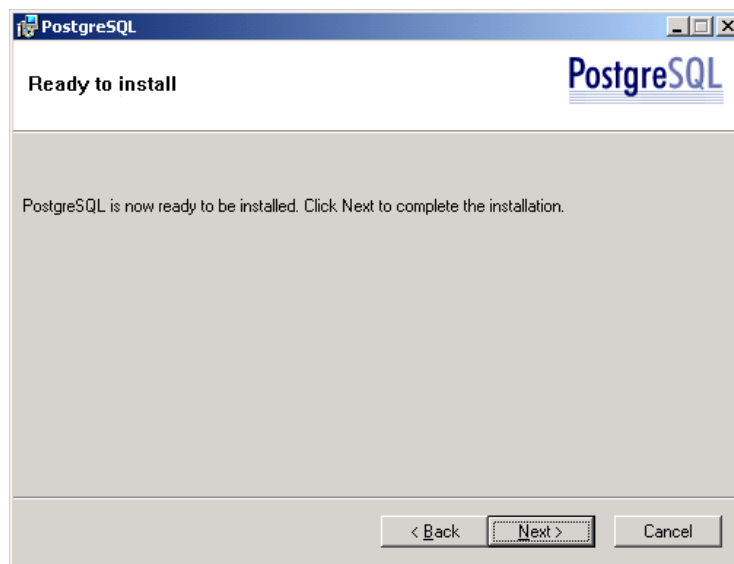 PostgreSQL
Ready to install
PostgreSQL
PostgreSQL is now ready to be installed. Click Next to complete the installation.
< Back
Next >
Cancel